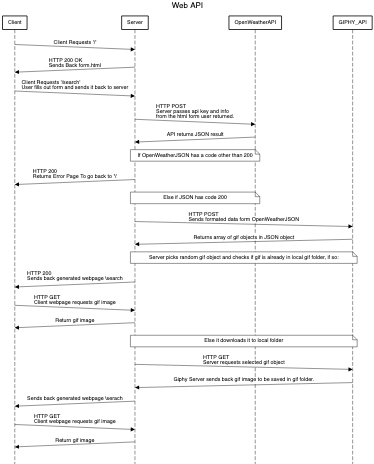 Web API
Client
Server
OpenWeatherAPI
GIPHY_API
Client Requests '/'
HTTP 200 OK
Sends Back form.html
Client Requests '/search'
User fills out form and sends it back to server
HTTP POST
Server passes api key and info
from the html form user returned.
API returns JSON result
If OpenWeatherJSON has a code other than 200
HTTP 200
Returns Error Page To go back to '/'
Else if JSON has code 200
HTTP POST
Sends formated data form OpenWeatherJSON
Returns array of gif objects in JSON object
Server picks random gif object and checks if gif is already in local gif folder, if so:
HTTP 200
Sends back generated webpage \search
HTTP GET
Client webpage requests gif image
Return gif image
Else it downloads it to local folder
HTTP GET
Server requests selected gif object
Giphy Server sends back gif image to be saved in gif folder.
Sends back generated webpage \serach
HTTP GET
Client webpage requests gif image
Return gif image